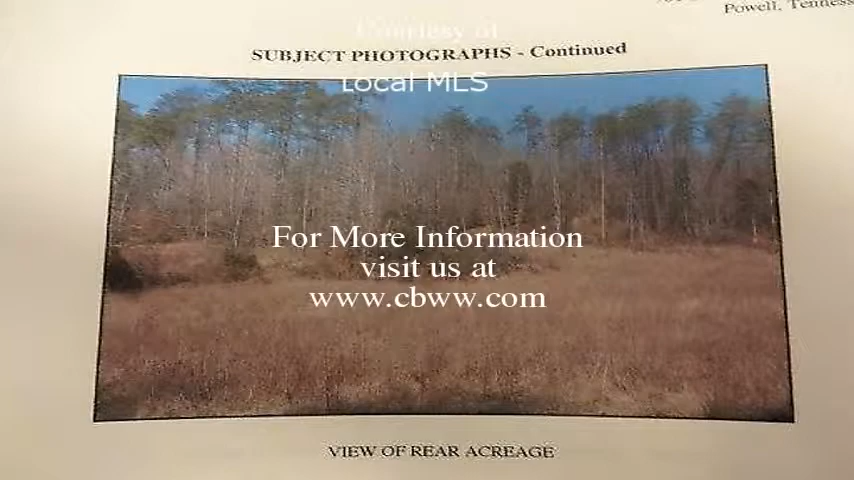 Powell, Tenness
Courtesy of
SUBJECT PHOTOGRAPHS - Continued
Local MLS
For More Information
visit us at
www.cbww.com
VIEW OF REAR ACREAGE